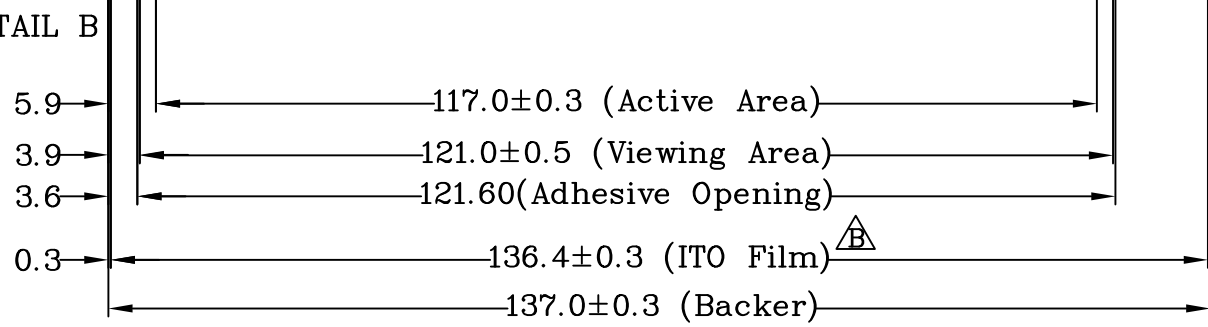 TAIL B
5.9 117.0±0.3 (Active Area)
3.9 121.0±0.5 (Viewing Area)
3.6 121.60(Adhesive Opening)
B
0.3 136.4±0.3 (ITO Film)
137.0±0.3 (Backer)